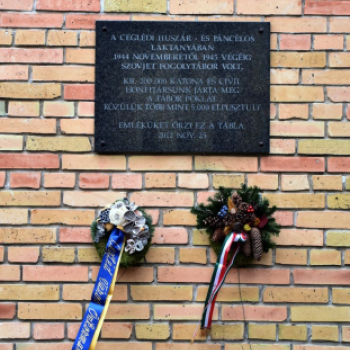 A CEGLÉDI HUSZÁR - ÉS PÁNCÉLOS
LAKTANYÁBAN
1944 NOVEMBERÉTŐL 1945 VÉGÉIG
SZOVJET FOGOLYTÁBOR VOLT.
KB. 200 000 KATONA ÉS CIVIL
HONFITÁRSUNK JÁRTA MEG
A TÁBOR POKLÁT,
KÖZÜLÜK TÖBB MINT 5 000 ELPUSZTULT
EMLÉKÜKET ŐRZI EZ A TÁBLA
2012 NOV. 25